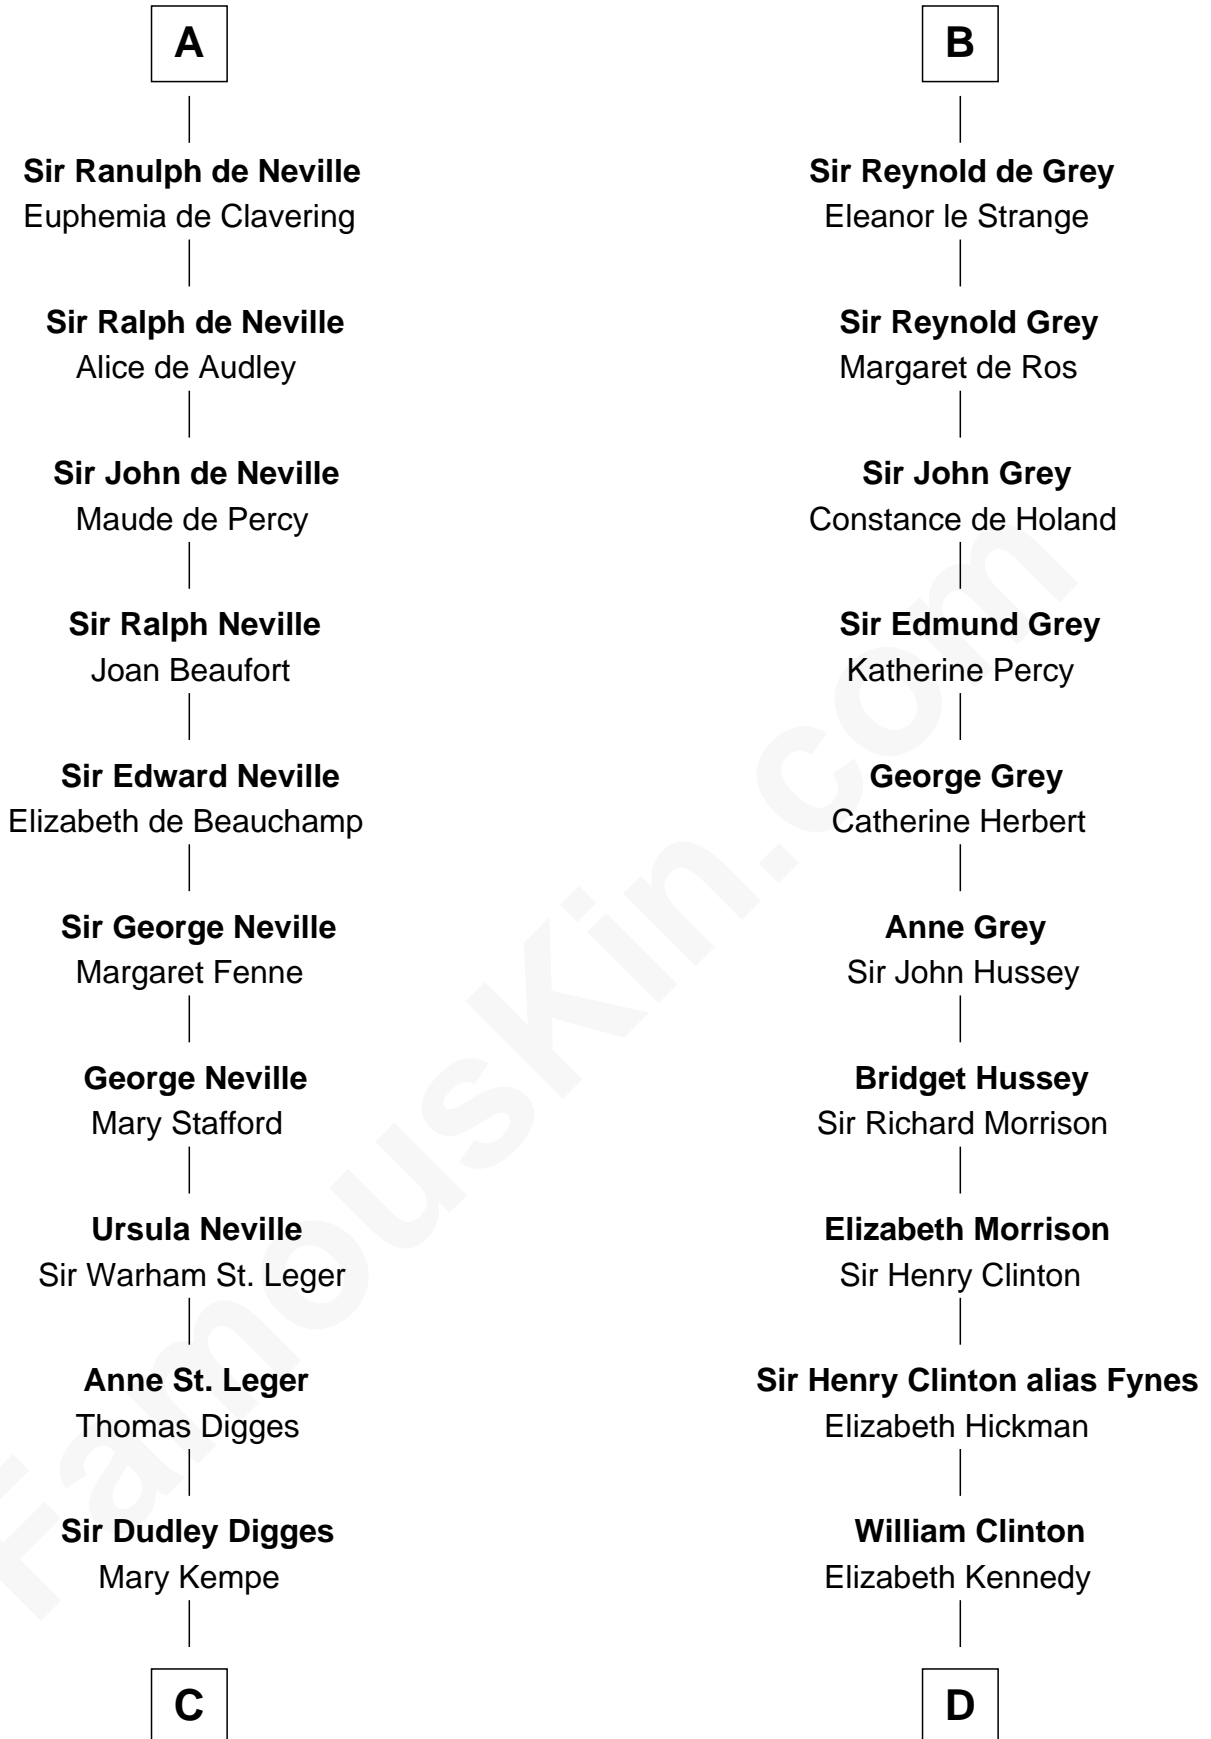 A
Sir Ranulph de Neville
Euphemia de Clavering
Sir Ralph de Neville
Alice de Audley
Sir John de Neville
Maude de Percy
Sir Ralph Neville
Joan Beaufort
Sir Edward Neville
Elizabeth de Beauchamp
Sir George Neville
Margaret Fenne
George Neville
Mary Stafford
Ursula Neville
Sir Warham St. Leger
Anne St. Leger
Thomas Digges
Sir Dudley Digges
Mary Kempe
C
B
Sir Reynold de Grey
Eleanor le Strange
Sir Reynold Grey
Margaret de Ros
Sir John Grey
Constance de Holand
Sir Edmund Grey
Katherine Percy
George Grey
Catherine Herbert
Anne Grey
Sir John Hussey
Bridget Hussey
Sir Richard Morrison
Elizabeth Morrison
Sir Henry Clinton
Sir Henry Clinton alias Fynes
Elizabeth Hickman
William Clinton
Elizabeth Kennedy
D
FamousKin.com